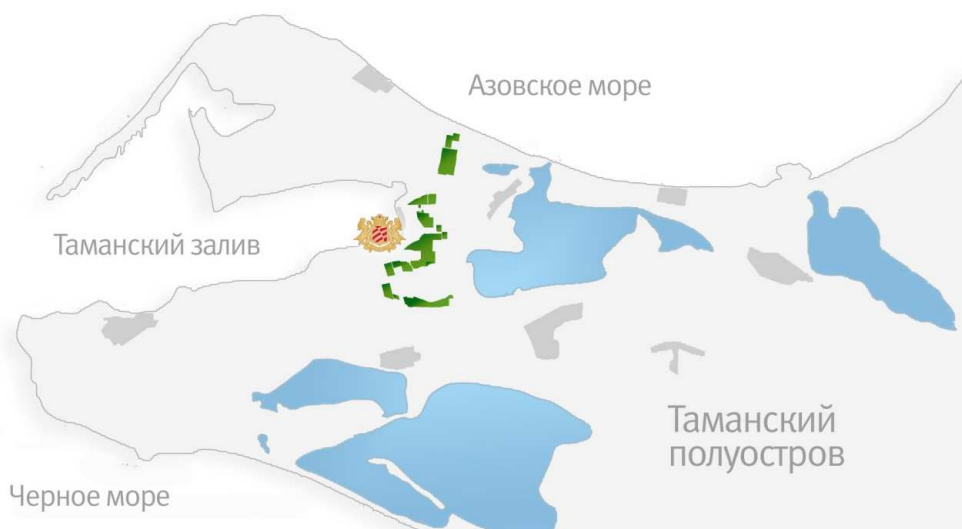 Азовское море
Таманский залив
Таманский
полуостров
Черное море